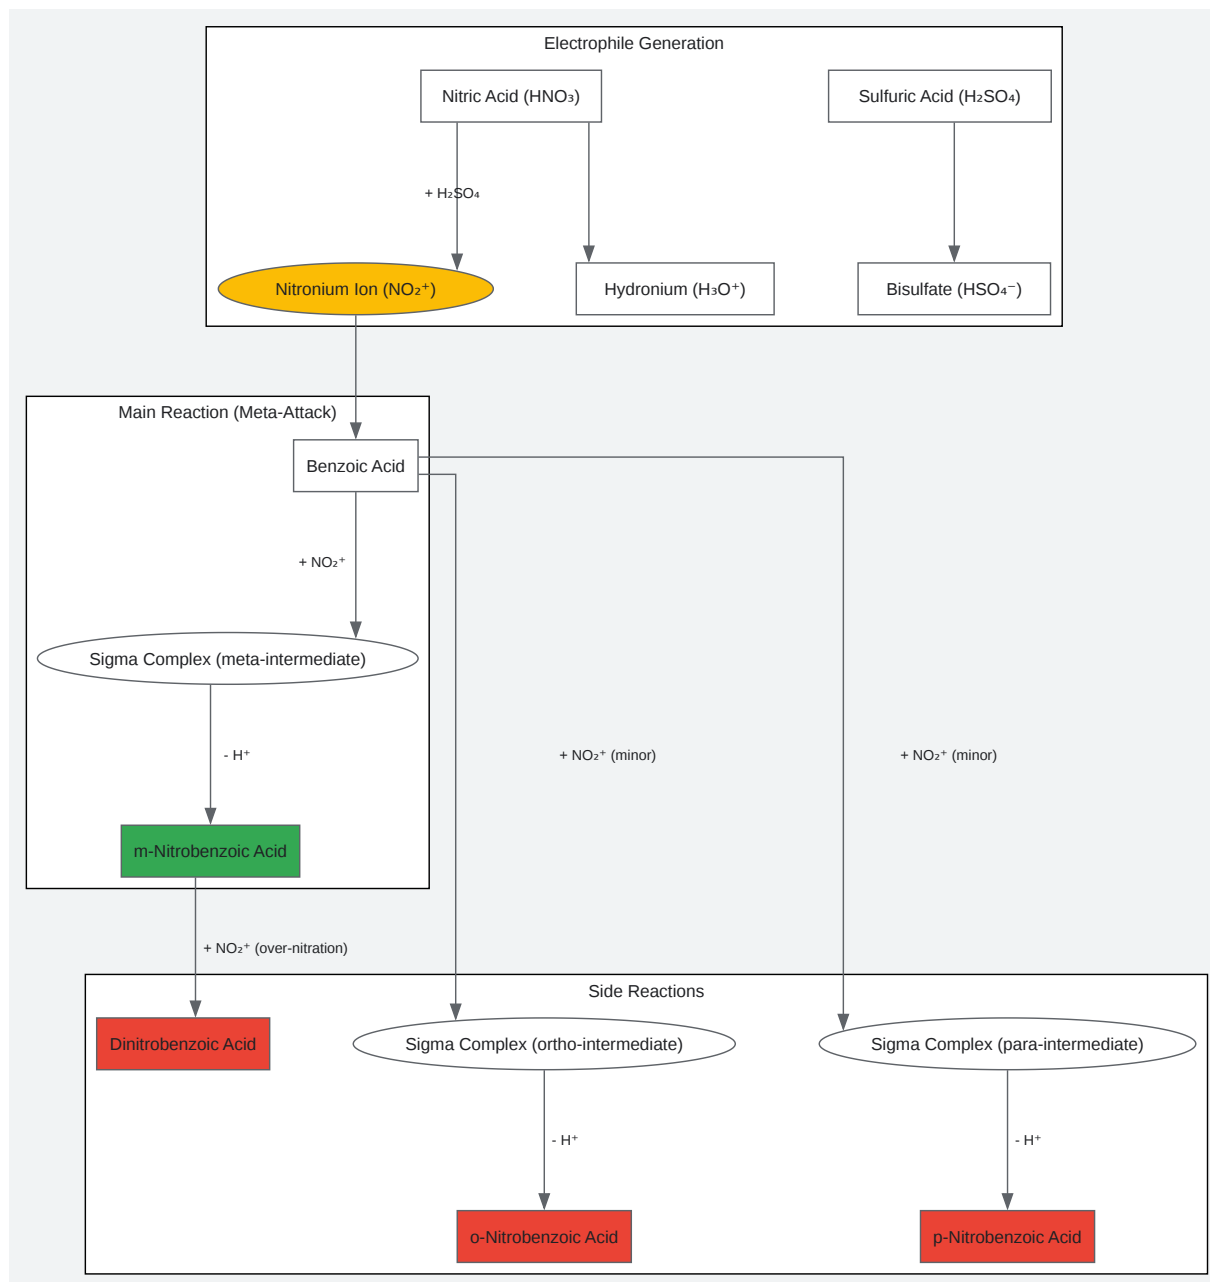 Electrophile Generation
Nitric Acid (HNO₃)
Sulfuric Acid (H₂SO₄)
+ H₂SO₄
Nitronium Ion (NO₂⁺)
Hydronium (H₃O⁺)
Bisulfate (HSO₄⁻)
Main Reaction (Meta-Attack)
Benzoic Acid
+ NO₂⁺
Sigma Complex (meta-intermediate)
- H⁺
+ NO₂⁺ (minor)
+ NO₂⁺ (minor)
m-Nitrobenzoic Acid
+ NO₂⁺ (over-nitration)
Side Reactions
Dinitrobenzoic Acid
Sigma Complex (ortho-intermediate)
Sigma Complex (para-intermediate)
- H⁺
- H⁺
o-Nitrobenzoic Acid
p-Nitrobenzoic Acid